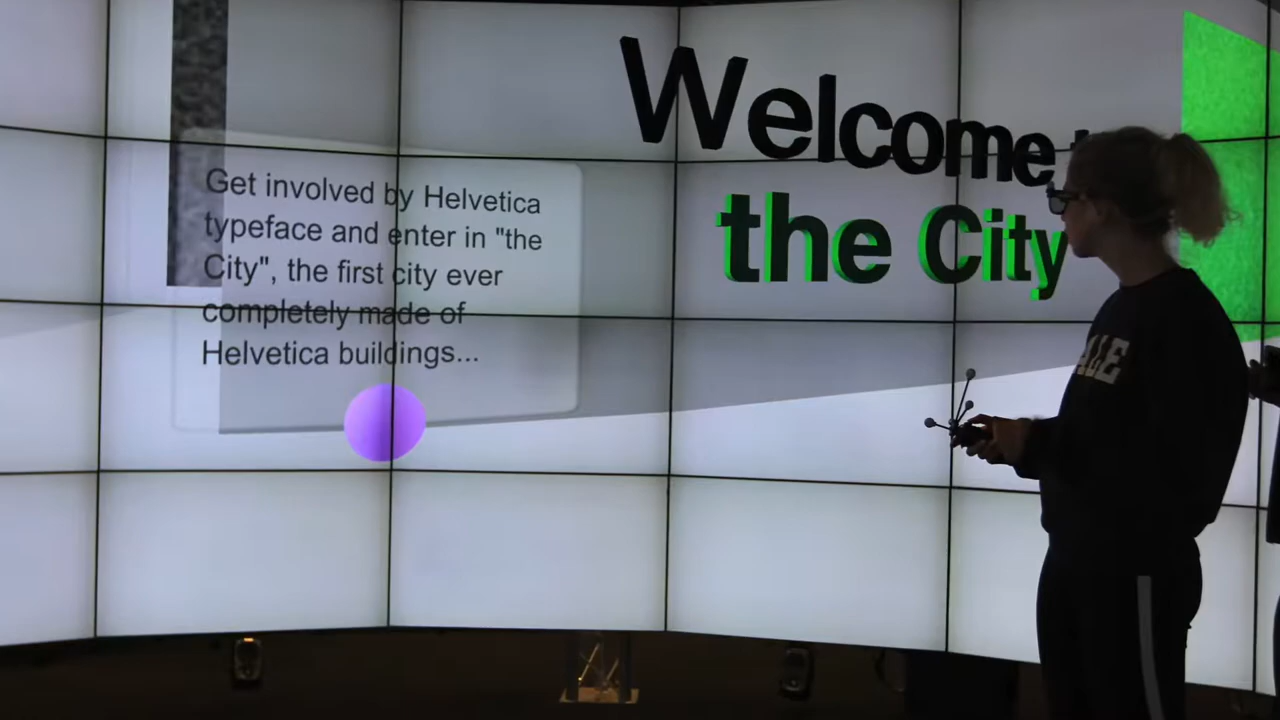 Get involved by Helvetica
typeface and enter in "the
City", the first city ever
completely made of
Helvetica buildings...
Welcome
the City
ALE